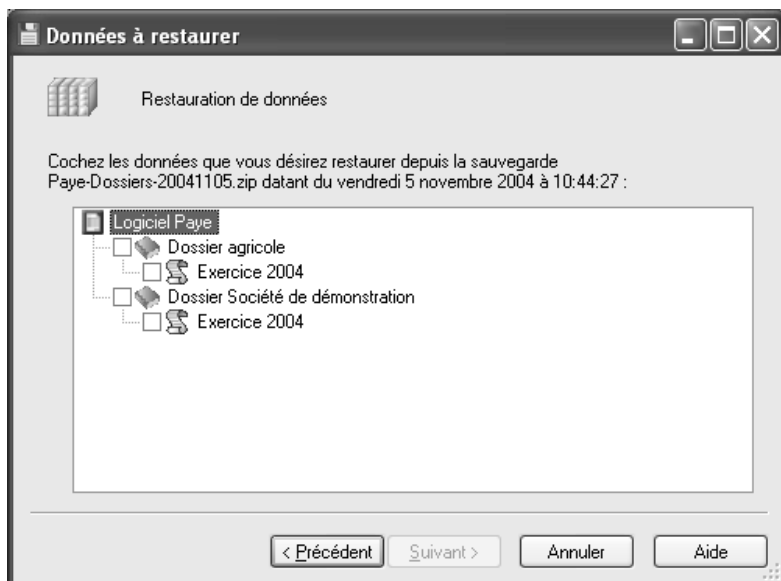 Données à restaurer
Restauration de données
Cochez les données que vous désirez restaurer depuis la sauvegarde
Paye-Dossiers-20041105.zip datant du vendredi 5 novembre 2004 à 10:44:27 :
Logiciel Paye
Dossier agricole
Exercice 2004
Dossier Société de démonstration
Exercice 2004
< Précédent Suivant > Annuler Aide